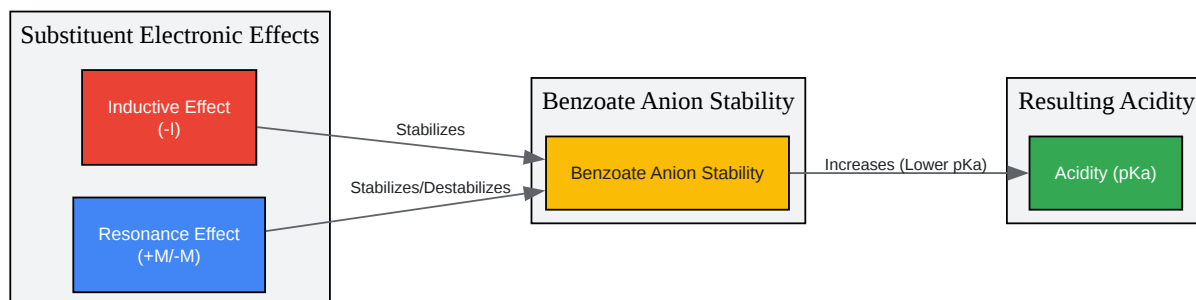 Substituent Electronic Effects
Inductive Effect
(-I)
Resonance Effect
(+M/-M)
Stabilizes
Stabilizes/Destabilizes
Benzoate Anion Stability
Benzoate Anion Stability
Increases (Lower pKa)
Resulting Acidity
Acidity (pKa)